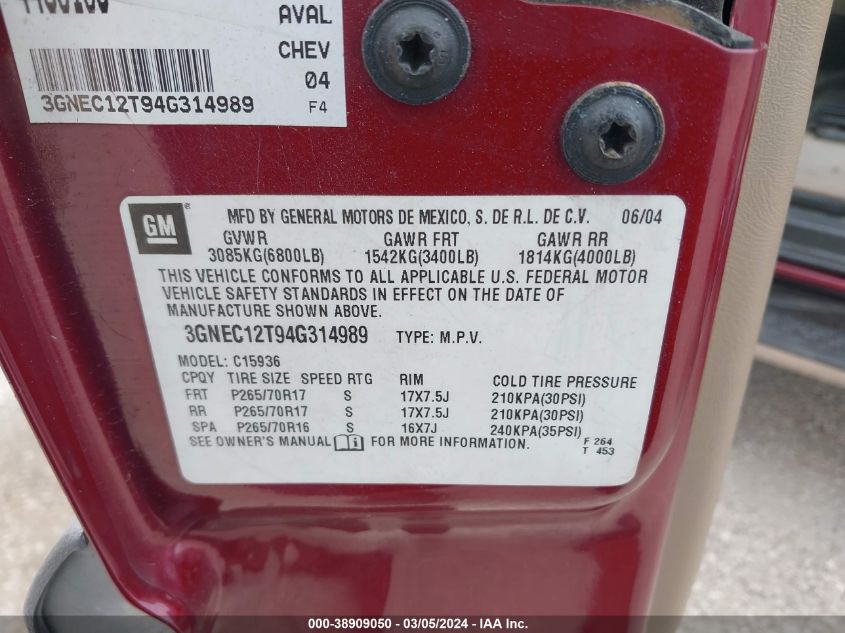 AVAL
CHEV
04
3GNEC12T94G314989 F4
GM ® MFD BY GENERAL MOTORS DE MEXICO, S. DE R.L. DE C.V. 06/04
GVWR GAWR FRT GAWR RR
3085KG(6800LB) 1542KG(3400LB) 1814KG(4000LB)
THIS VEHICLE CONFORMS TO ALL APPLICABLE U.S. FEDERAL MOTOR
VEHICLE SAFETY STANDARDS IN EFFECT ON THE DATE OF
MANUFACTURE SHOWN ABOVE.
3GNEC12T94G314989 TYPE: M.P.V.
MODEL: C15936
CPQY TIRE SIZE SPEED RTG RIM COLD TIRE PRESSURE
FRT P265/70R17 S 17X7.5J 210KPA(30PSI)
RR P265/70R17 S 17X7.5J 210KPA(30PSI)
SPA P265/70R16 S 16X7J 240KPA(35PSI)
SEE OWNER'S MANUAL FOR MORE INFORMATION. F 264
T 453
000-38909050 - 03/05/2024 - IAA Inc.